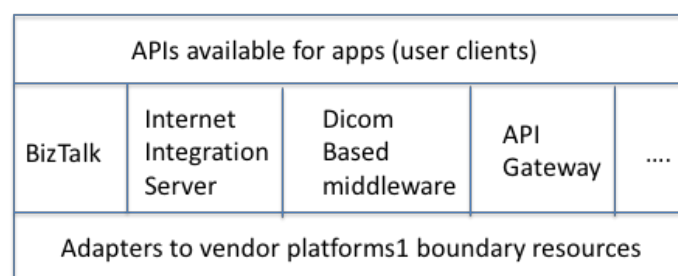 APIs available for apps (user clients)
BizTalk
Internet
Integration
Server
Dicom
Based
middleware
API
Gateway
....
Adapters to vendor platforms1 boundary resources